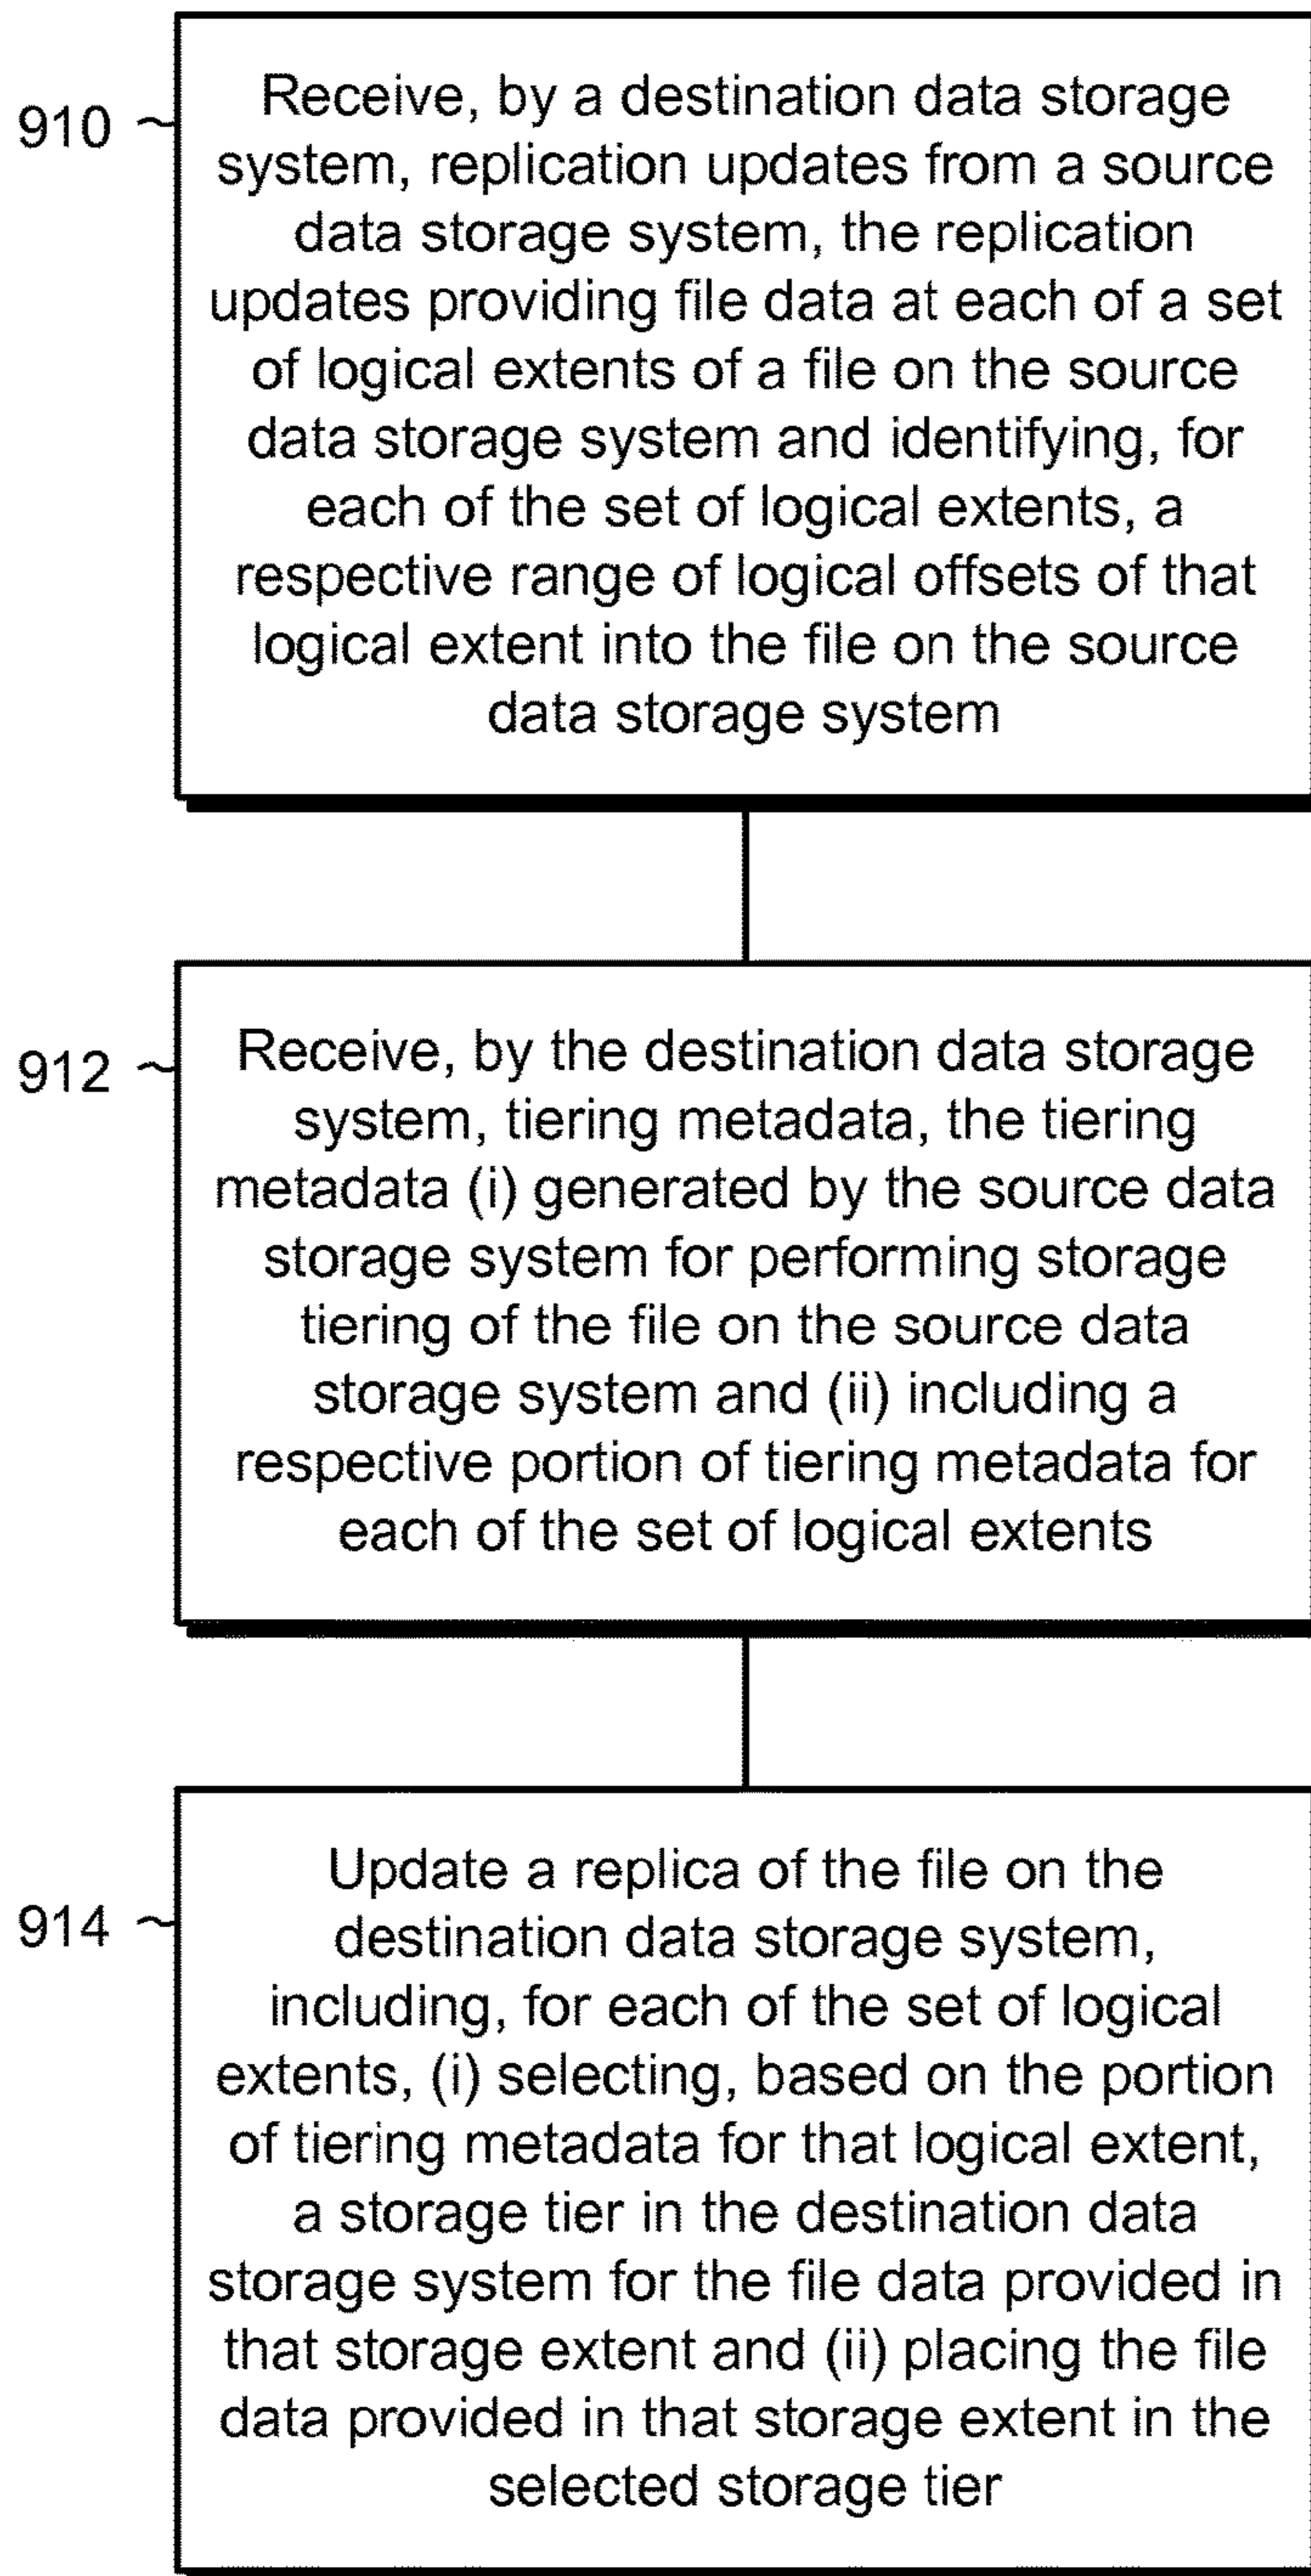 910
Receive, by a destination data storage
system, replication updates from a source
data storage system, the replication
updates providing file data at each of a set
of logical extents of a file on the source
data storage system and identifying, for
each of the set of logical extents, a
respective range of logical offsets of that
logical extent into the file on the source
data storage system
912
Receive, by the destination data storage
system, tiering metadata, the tiering
metadata (i) generated by the source data
storage system for performing storage
tiering of the file on the source data
storage system and (ii) including a
respective portion of tiering metadata for
each of the set of logical extents
914
Update a replica of the file on the
destination data storage system,
including, for each of the set of logical
extents, (i) selecting, based on the portion
of tiering metadata for that logical extent,
a storage tier in the destination data
storage system for the file data provided in
that storage extent and (ii) placing the file
data provided in that storage extent in the
selected storage tier